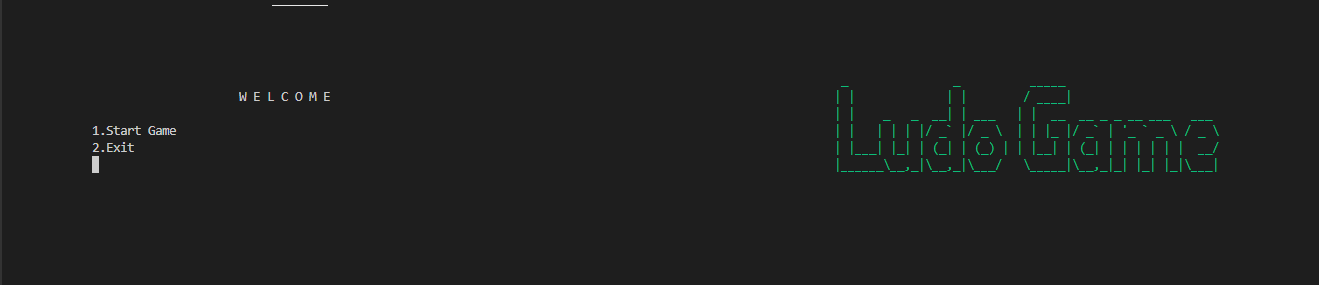 W E L C O M E
Ludo Game
1.Start Game
2.Exit